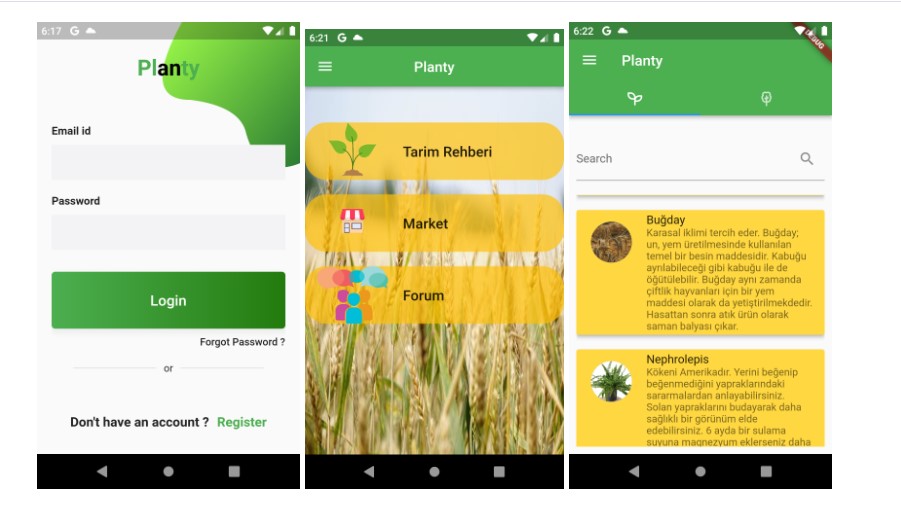 6:17 G
Planty
Email id
Password
Login
Forgot Password ?
or
Don't have an account ? Register
6:21 G
Planty
Tarim Rehberi
Market
Forum
6:22 G
DEBUG
Planty
Search
Buğday
Karasal iklimi tercih eder. Buğday;
un, yem üretilmesinde kullanılan
temel bir besin maddesidir. Kabuğu
ayrılabileceği gibi kabuğu ile de
öğütülebilir. Buğday aynı zamanda
çiftlik hayvanları için bir yem
maddesi olarak da yetiştirilmekdedir.
Hasattan sonra atık ürün olarak
saman balyası çıkar.
Nephrolepis
Kökeni Amerikadır. Yerini beğenip
beğenmediğini yapraklarındaki
sararmalardan anlayabilirsiniz.
Solan yapraklarını budayarak daha
sağlıklı bir görünüm elde
edebilirsiniz. 6 ayda bir sulama
suyuna magnezyum eklerseniz daha